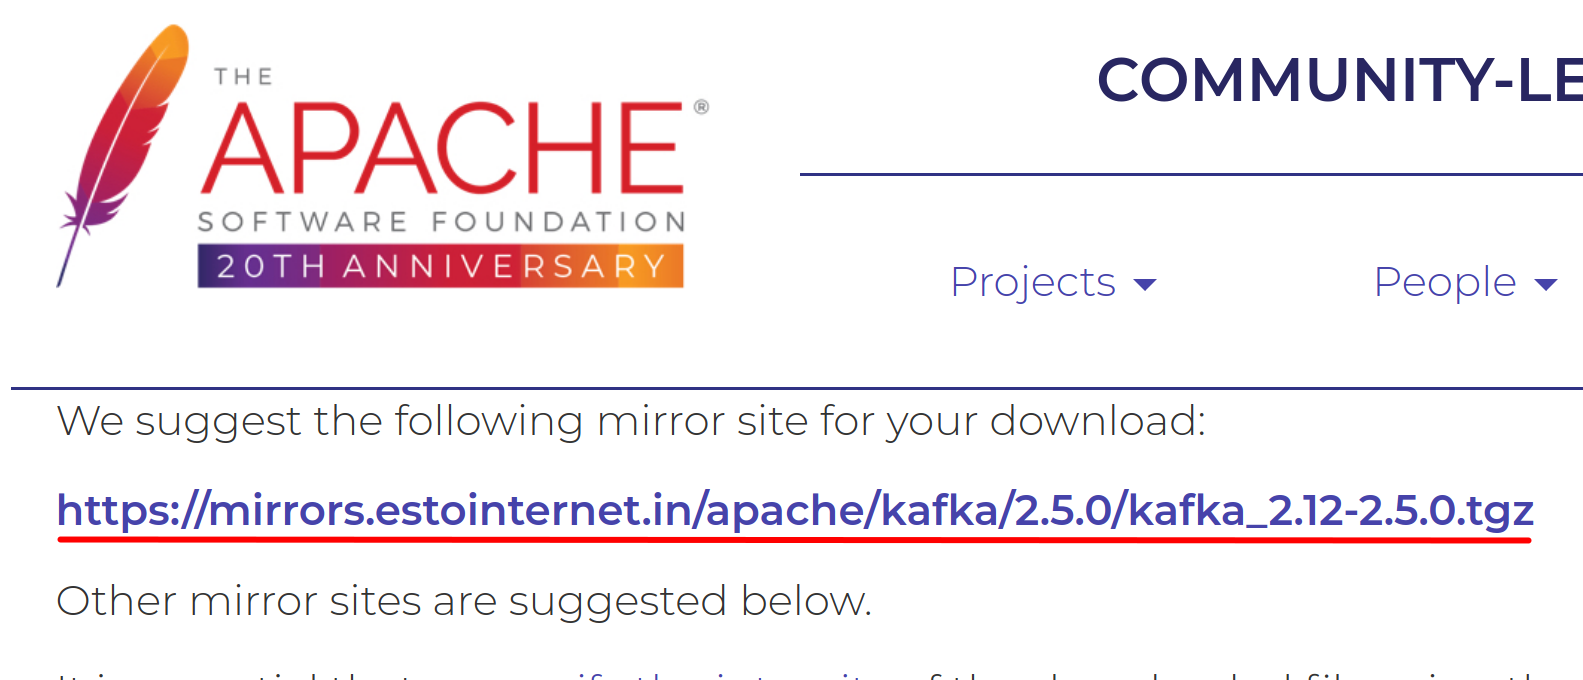 THE
APACHE®
SOFTWARE FOUNDATION
20TH ANNIVERSARY
COMMUNITY-LE
Projects
People
We suggest the following mirror site for your download:
https://mirrors.estointernet.in/apache/kafka/2.5.0/kafka_2.12-2.5.0.tgz
Other mirror sites are suggested below.